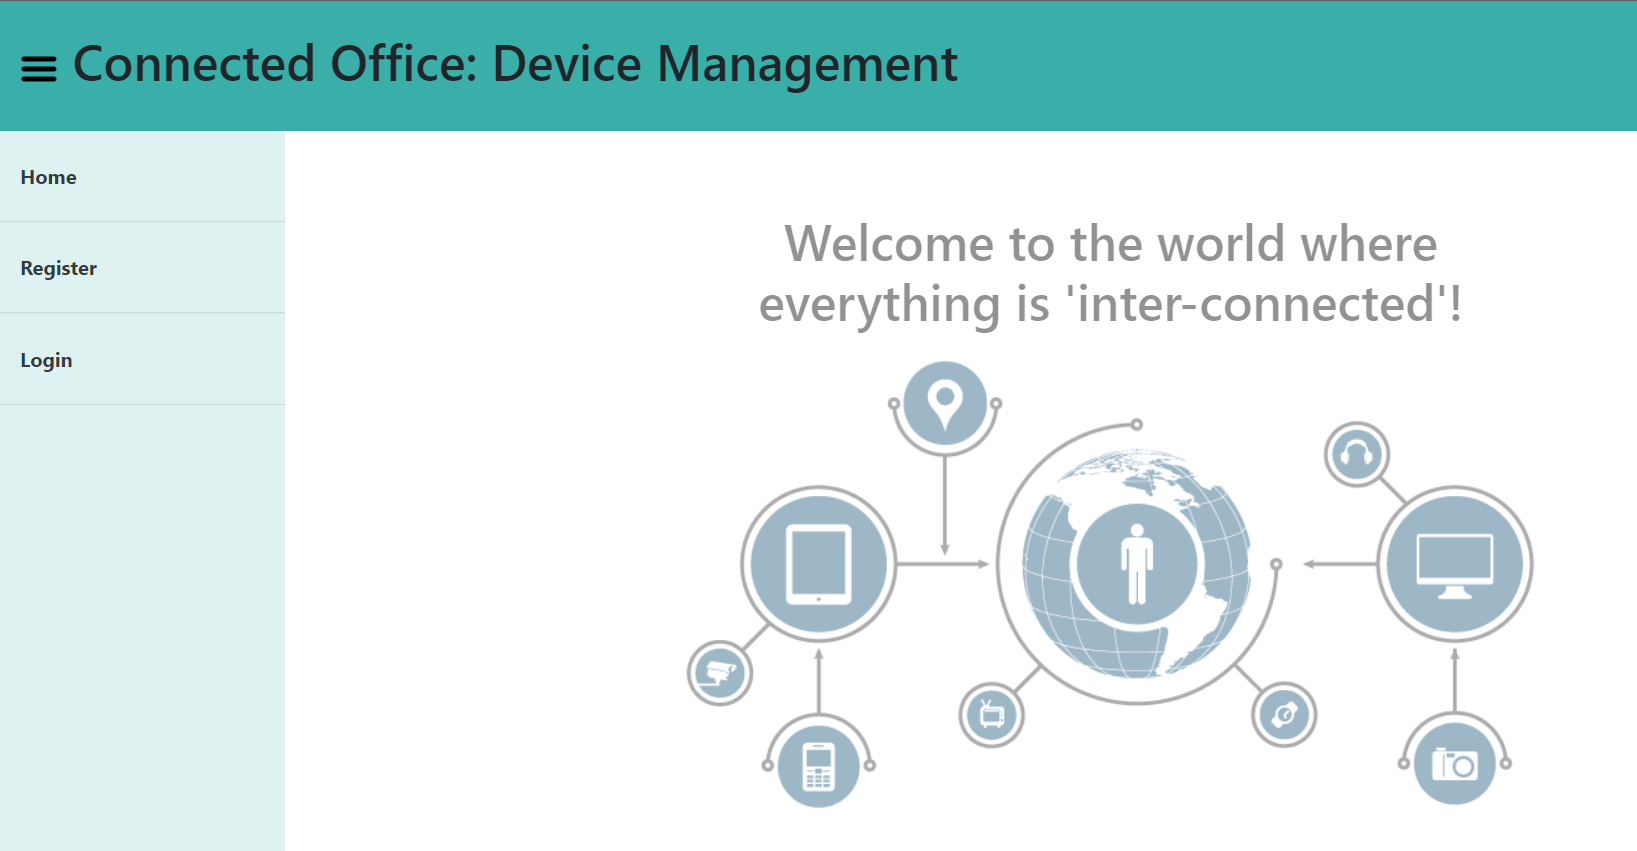 Connected Office: Device Management
Home
Register
Login
Welcome to the world where
everything is 'inter-connected'!